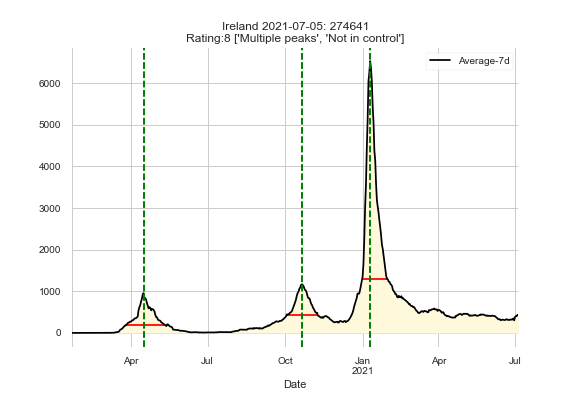 Ireland 2021-07-05: 274641
Rating:8 ['Multiple peaks', 'Not in control']
Average-7d
6000
5000
4000
3000
2000
1000
0
Apr
Jul
Oct
Jan
2021
Apr
Jul
Date